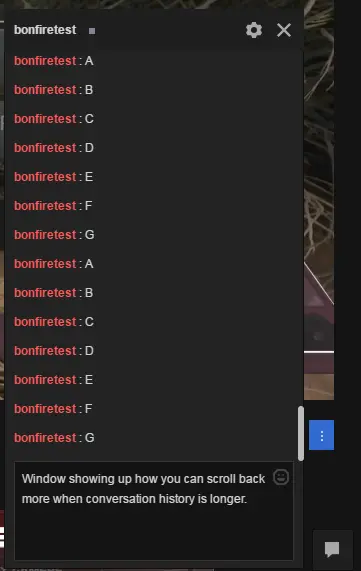 bonfiretest
bonfiretest : A
bonfiretest : B
bonfiretest : C
bonfiretest : D
bonfiretest : E
bonfiretest : F
bonfiretest : G
bonfiretest : A
bonfiretest : B
bonfiretest : C
bonfiretest : D
bonfiretest : E
bonfiretest : F
bonfiretest : G
Window showing up how you can scroll back
more when conversation history is longer.